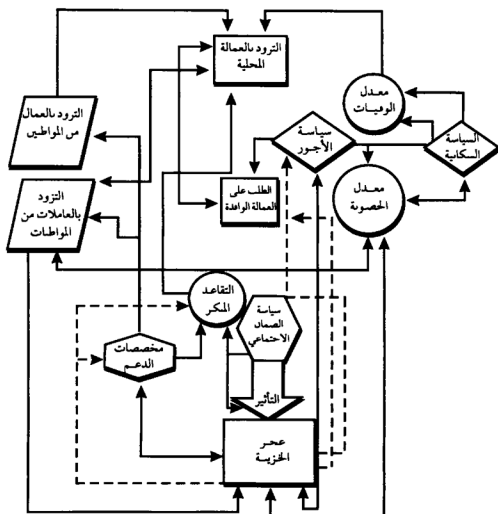 التزود بالعمالة
المحلية
معدل
الوفيات
التزود بالعمال
من المواطنين
سياسة
الأجور
السياسة
السكانية
معدل
الخصوبة
الطلب على
العمالة الوافدة
التزود
بالعاملات من
المواطنات
التقاعد
المبكر
سياسة
الضمان
الاجتماعي
مخصصات
الدعم
التأثير
عجز
الخزينة